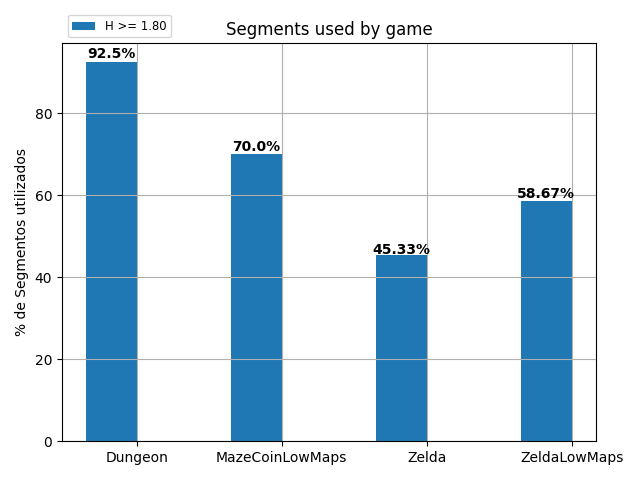 H >= 1.80
Segments used by game
92.5%
70.0%
45.33%
58.67%
% de Segmentos utilizados
80
60
40
20
0
Dungeon
MazeCoinLowMaps
Zelda
ZeldaLowMaps